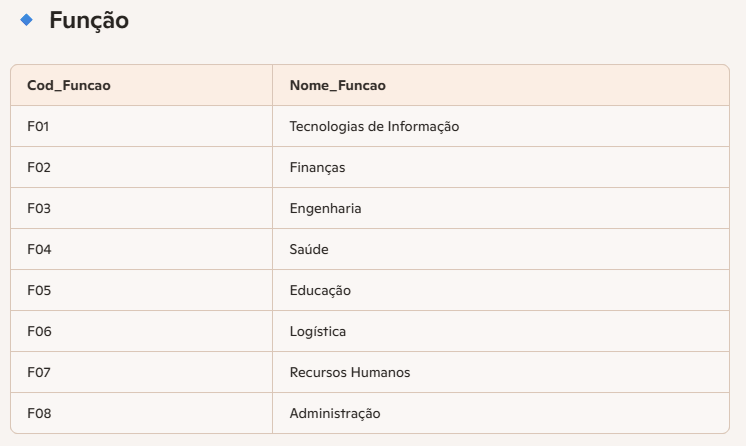 Função
Cod_Funcao Nome_Funcao
F01 Tecnologias de Informação
F02 Finanças
F03 Engenharia
F04 Saúde
F05 Educação
F06 Logística
F07 Recursos Humanos
F08 Administração